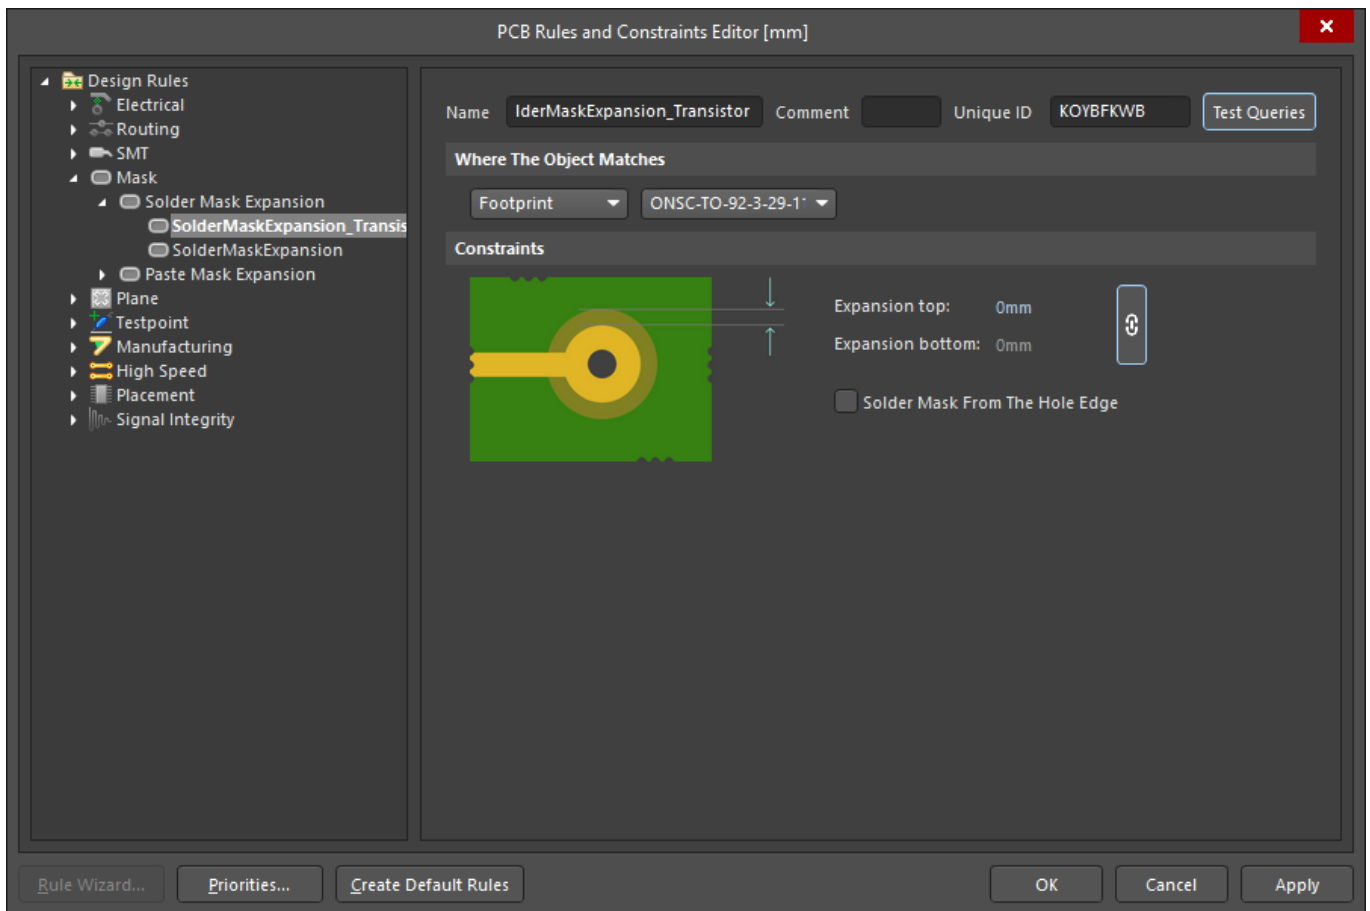 PCB Rules and Constraints Editor [mm]
Design Rules
Electrical
Routing
SMT
Mask
Solder Mask Expansion
SolderMaskExpansion_Transis
SolderMaskExpansion
Paste Mask Expansion
Plane
Testpoint
Manufacturing
High Speed
Placement
Signal Integrity
Name lderMaskExpansion_Transistor Comment Unique ID KOYBFKWB Test Queries
Where The Object Matches
Footprint ONSC-TO-92-3-29-1
Constraints
Expansion top: 0mm
Expansion bottom: 0mm
Solder Mask From The Hole Edge
Rule Wizard... Priorities... Create Default Rules OK Cancel Apply